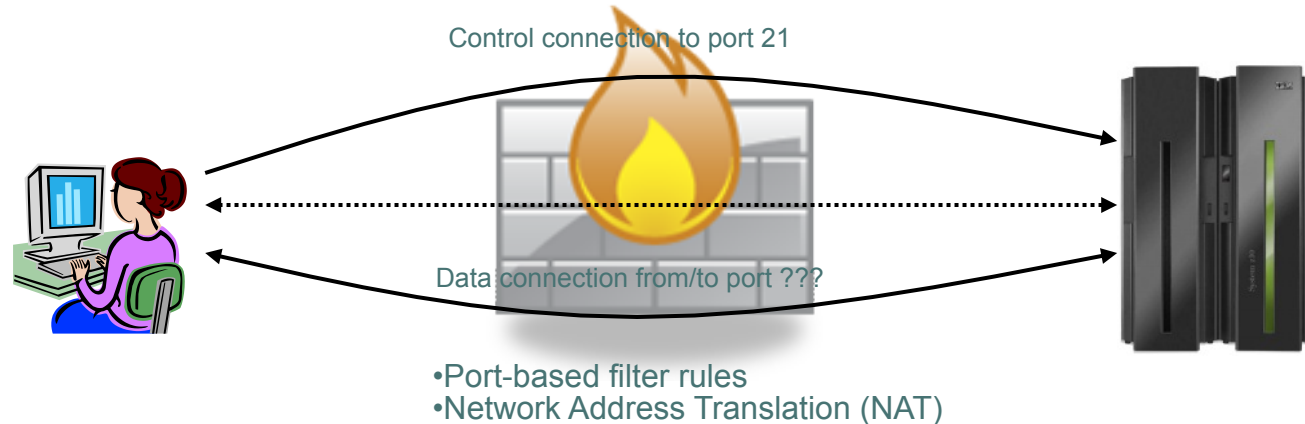 Control connection to port 21
Data connection from/to port ???
•Port-based filter rules
•Network Address Translation (NAT)